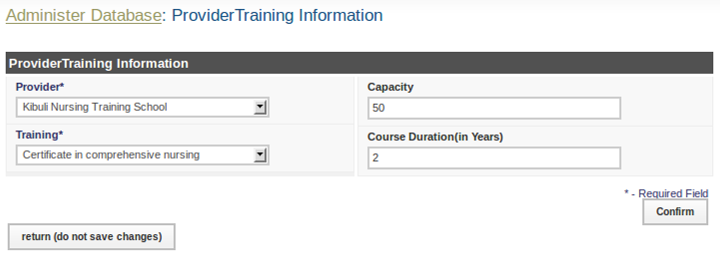 Administer Database: ProviderTraining Information
ProviderTraining Information
Provider*
Kibuli Nursing Training School
Training*
Certificate in comprehensive nursing
Capacity
50
Course Duration(in Years)
2
* - Required Field
Confirm
return (do not save changes)